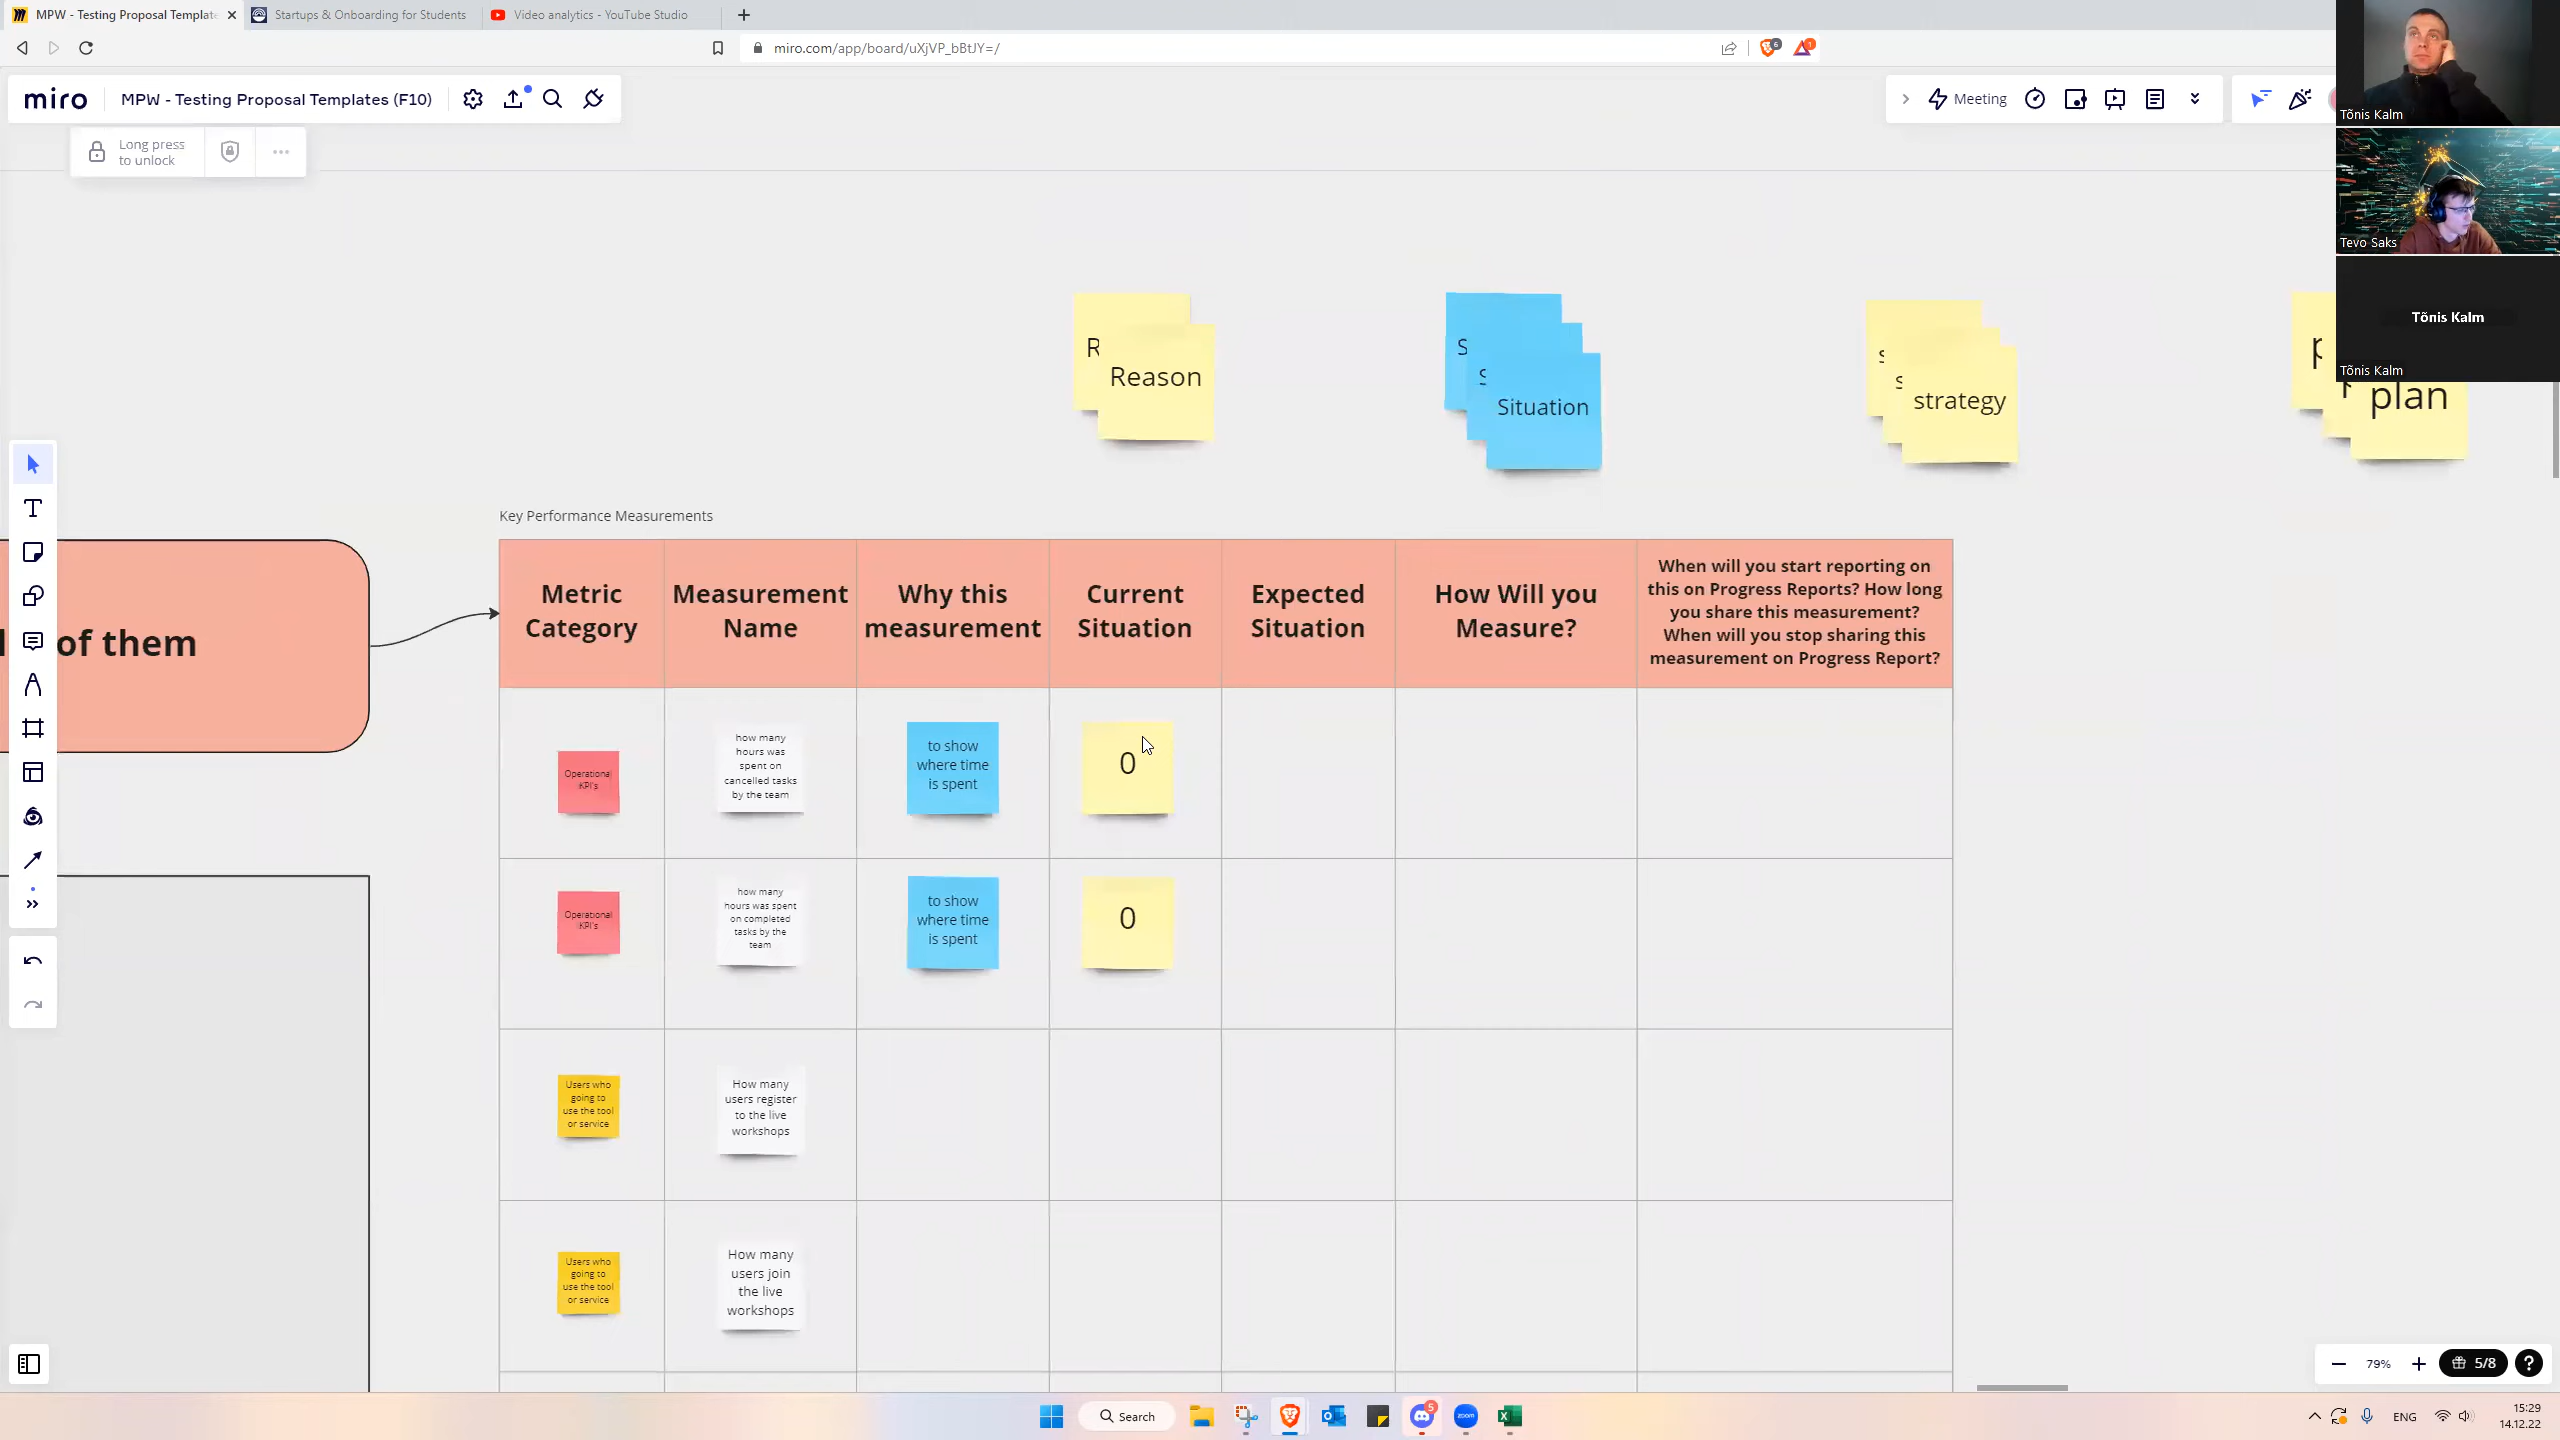 MPW - Testing Proposal Template
Startups & Onboarding for Students
Video analytics - YouTube Studio
miro.com/app/board/uXjVP_bBtJY=/
6
1
miro
MPW - Testing Proposal Templates (F10)
Meeting
Long press
to unlock
Tõnis Kalm
Tevo Saks
Tõnis Kalm
Tõnis Kalm
R
Reason
S
S
Situation
s
s
strategy
p
plan
Key Performance Measurements
of them
Metric
Category
Measurement
Name
Why this
measurement
Current
Situation
Expected
Situation
How Will you
Measure?
When will you start reporting on
this on Progress Reports? How long
you share this measurement?
When will you stop sharing this
measurement on Progress Report?
Operational
KPI's
how many
hours was
spent on
cancelled tasks
by the team
to show
where time
is spent
0
Operational
KPI's
how many
hours was spent
on completed
tasks by the
team
to show
where time
is spent
0
Users who
going to
use the tool
or service
How many
users register
to the live
workshops
Users who
going to
use the tool
or service
How many
users join
the live
workshops
79%
5/8
?
Search
5
zoom
ENG
15:29
14.12.22